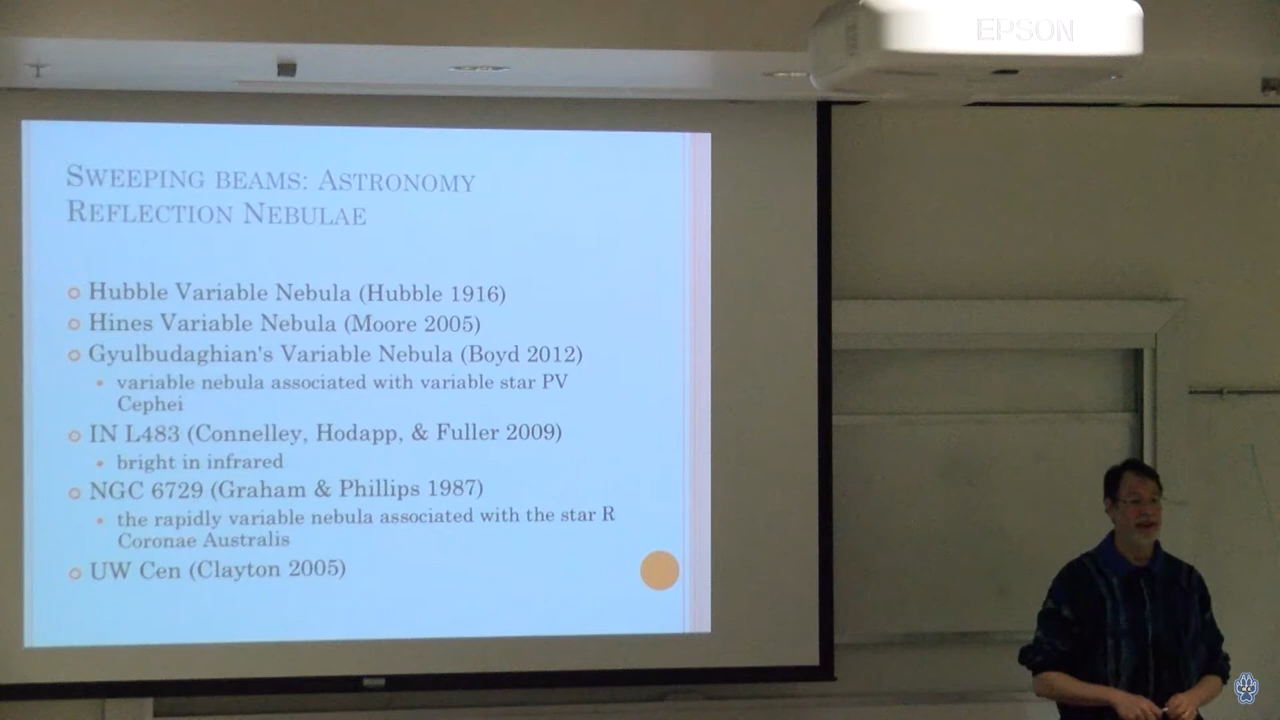 EPSON
SWEEPING BEAMS: ASTRONOMY
REFLECTION NEBULAE
Hubble Variable Nebula (Hubble 1916)
Hines Variable Nebula (Moore 2005)
Gyulbudaghian's Variable Nebula (Boyd 2012)
variable nebula associated with variable star PV
Cephei
IN L483 (Connelley, Hodapp, & Fuller 2009)
bright in infrared
NGC 6729 (Graham & Phillips 1987)
the rapidly variable nebula associated with the star R
Coronae Australis
UW Cen (Clayton 2005)